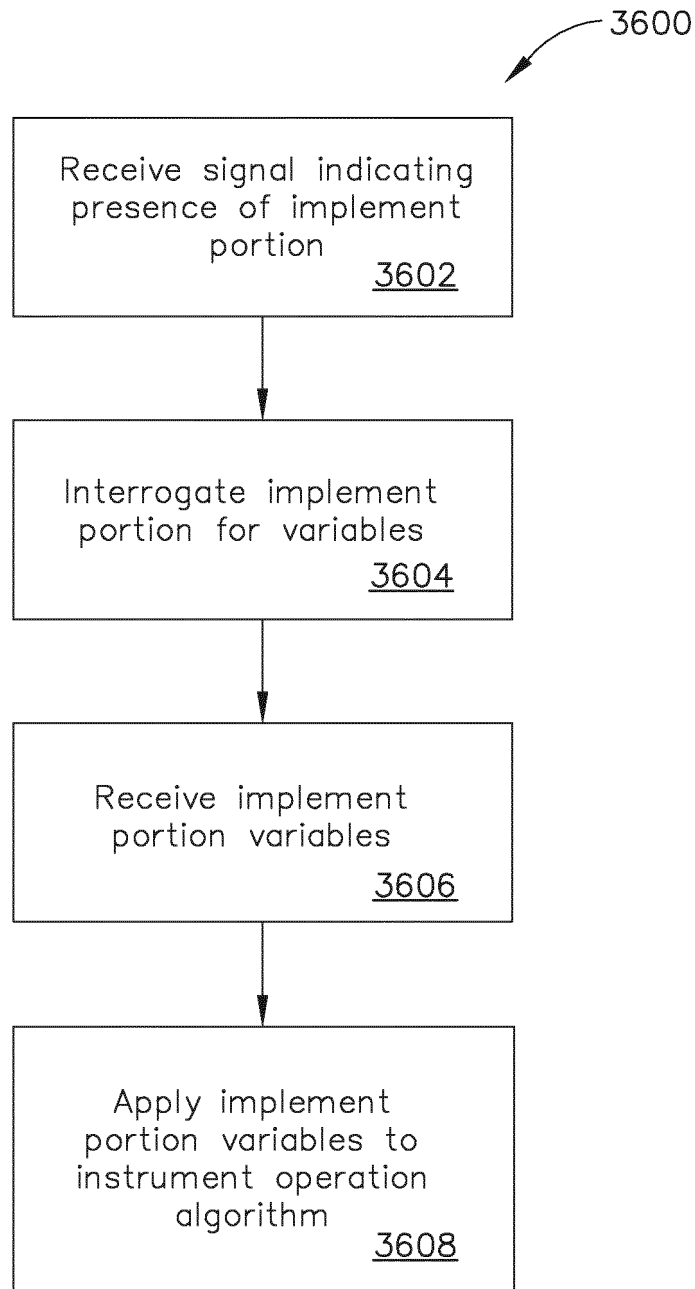 3600
Receive signal indicating
presence of implement
portion
3602
Interrogate implement
portion for variables
3604
Receive implement
portion variables
3606
Apply implement
portion variables to
instrument operation
algorithm
3608